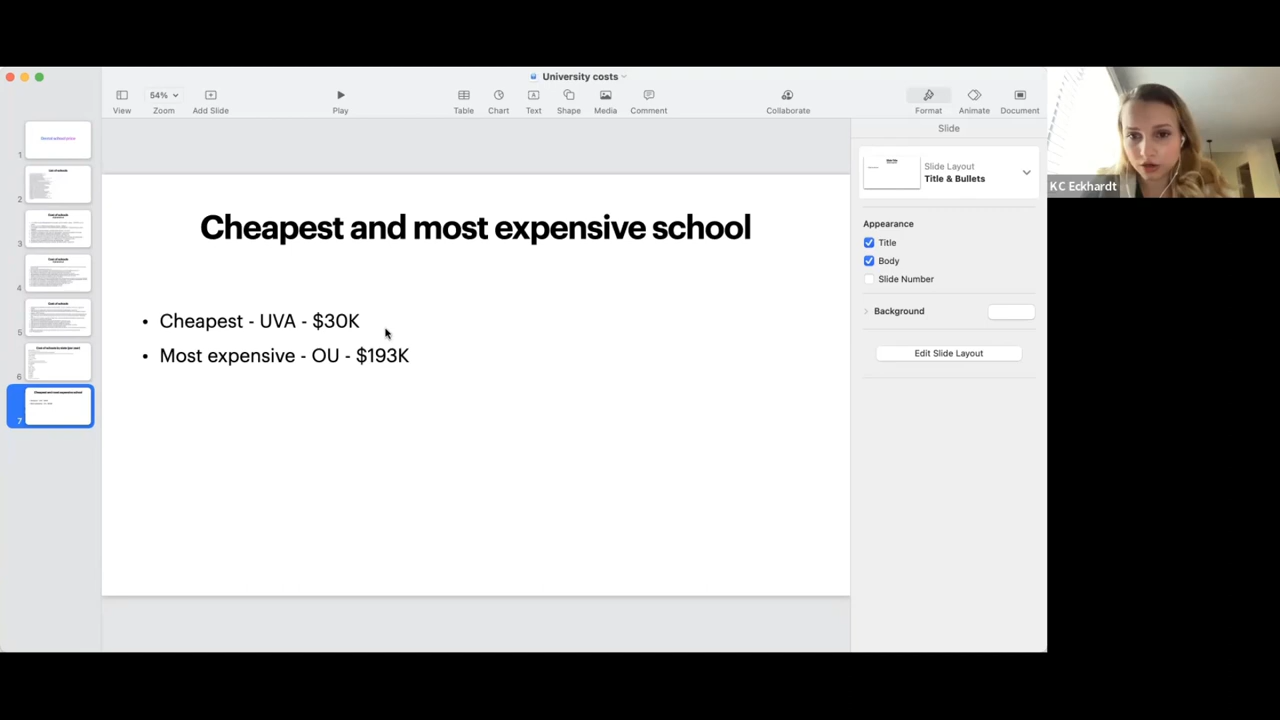 University costs
54%
View
Zoom
Add Slide
Play
Table
Chart
Text
Shape
Media
Comment
Collaborate
Format
Animate
Document
Slide
Slide Layout
Title & Bullets
Appearance
Title
Body
Slide Number
Background
Edit Slide Layout
1
2
3
4
5
6
7
Cheapest and most expensive school
• Cheapest - UVA - $30K
• Most expensive - OU - $193K
KC Eckhardt